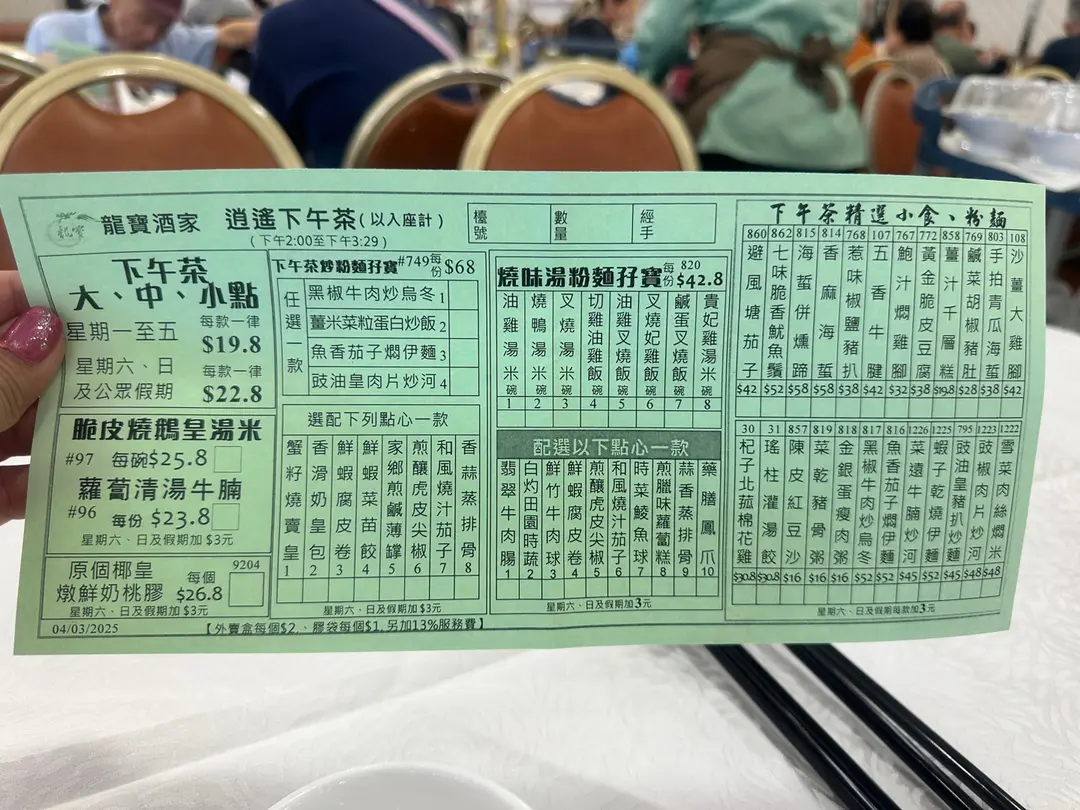 龍寶酒家 逍遙下午茶(以入座計)
(下午2:00至下午3:29)
檯號
數量
經手
下午茶
大、中、小點
星期一至五 每款一律 $19.8
星期六、日及公眾假期 每款一律 $22.8
脆皮燒鵝皇湯米
#97 每碗$25.8
蘿蔔清湯牛腩
#96 每份 $23.8
星期六、日及假期加 $3元
原個椰皇 9204
燉鮮奶桃膠 每個 $26.8
星期六、日及假期加 $3元
04/03/2025
【外賣盒每個$2、膠袋每個$1, 另加13%服務費】
下午茶炒粉麵孖寶 #749 每份 $68
任選一款
黑椒牛肉炒烏冬 1
薑米菜粒蛋白炒飯 2
魚香茄子燜伊麵 3
豉油皇肉片炒河 4
選配下列點心一款
蟹籽燒賣皇 1
香滑奶皇包 2
鮮蝦腐皮卷 3
鮮蝦菜苗餃 4
家鄉煎鹹薄罉 5
煎釀虎皮尖椒 6
和風燒汁茄子 7
香蒜蒸排骨 8
星期六、日及假期加 $3元
燒味湯粉麵孖寶 820 每份 $42.8
油雞湯米 碗 1
燒鴨湯米 碗 2
叉燒湯米 碗 3
切雞油雞飯 碗 4
油雞叉燒飯 碗 5
叉燒妃雞飯 碗 6
鹹蛋叉燒飯 碗 7
貴妃雞湯米 碗 8
配選以下點心一款
翡翠牛肉腸 1
白灼田園時蔬 2
鮮竹牛肉球 3
鮮蝦腐皮卷 4
煎釀虎皮尖椒 5
和風燒汁茄子 6
時菜鯪魚球 7
煎臘味蘿蔔糕 8
蒜香蒸排骨 9
藥膳鳳爪 10
星期六、日及假期加3元
下午茶精選小食、粉麵
860 避風塘茄子 $42
862 七味脆香魷魚鬚 $52
815 海蜇併燻蹄 $58
814 香麻海蜇 $38
768 惹味椒鹽豬扒 $38
107 五香牛腱 $42
767 鮑汁燜雞腳 $32
772 黃金脆皮豆腐 $38
858 薑汁千層糕 $19.8
769 鹹菜胡椒豬肚 $28
803 手拍青瓜海蜇 $38
108 沙薑大雞腳 $42
30 杞子北菇棉花雞 $30.8
31 瑤柱灌湯餃 $30.8
857 陳皮紅豆沙 $16
819 菜乾豬骨粥 $16
818 金銀蛋瘦肉粥 $16
817 黑椒牛肉炒烏冬 $52
816 魚香茄子燜伊麵 $52
1226 菜遠牛腩炒河 $45
1225 蝦子乾燒伊麵 $52
795 豉油皇豬扒炒麵 $45
1223 豉椒肉片炒河 $48
1222 雪菜肉絲燜米 $48
星期六、日及假期每款加3元